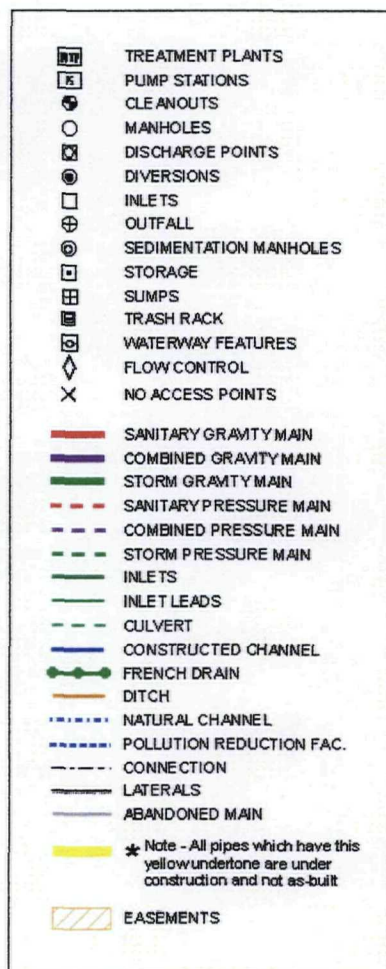 TREATMENT PLANTS
PUMP STATIONS
CLEANOUTS
MANHOLES
DISCHARGE POINTS
DIVERSIONS
INLETS
OUTFALL
SEDIMENTATION MANHOLES
STORAGE
SUMPS
TRASH RACK
WATERWAY FEATURES
FLOW CONTROL
NO ACCESS POINTS
SANITARY GRAVITY MAIN
COMBINED GRAVITY MAIN
STORM GRAVITY MAIN
SANITARY PRESSURE MAIN
COMBINED PRESSURE MAIN
STORM PRESSURE MAIN
INLETS
INLET LEADS
CULVERT
CONSTRUCTED CHANNEL
FRENCH DRAIN
DITCH
NATURAL CHANNEL
POLLUTION REDUCTION FAC.
CONNECTION
LATERALS
ABANDONED MAIN
* Note - All pipes which have this
yellow undertone are under
construction and not as-built
EASEMENTS